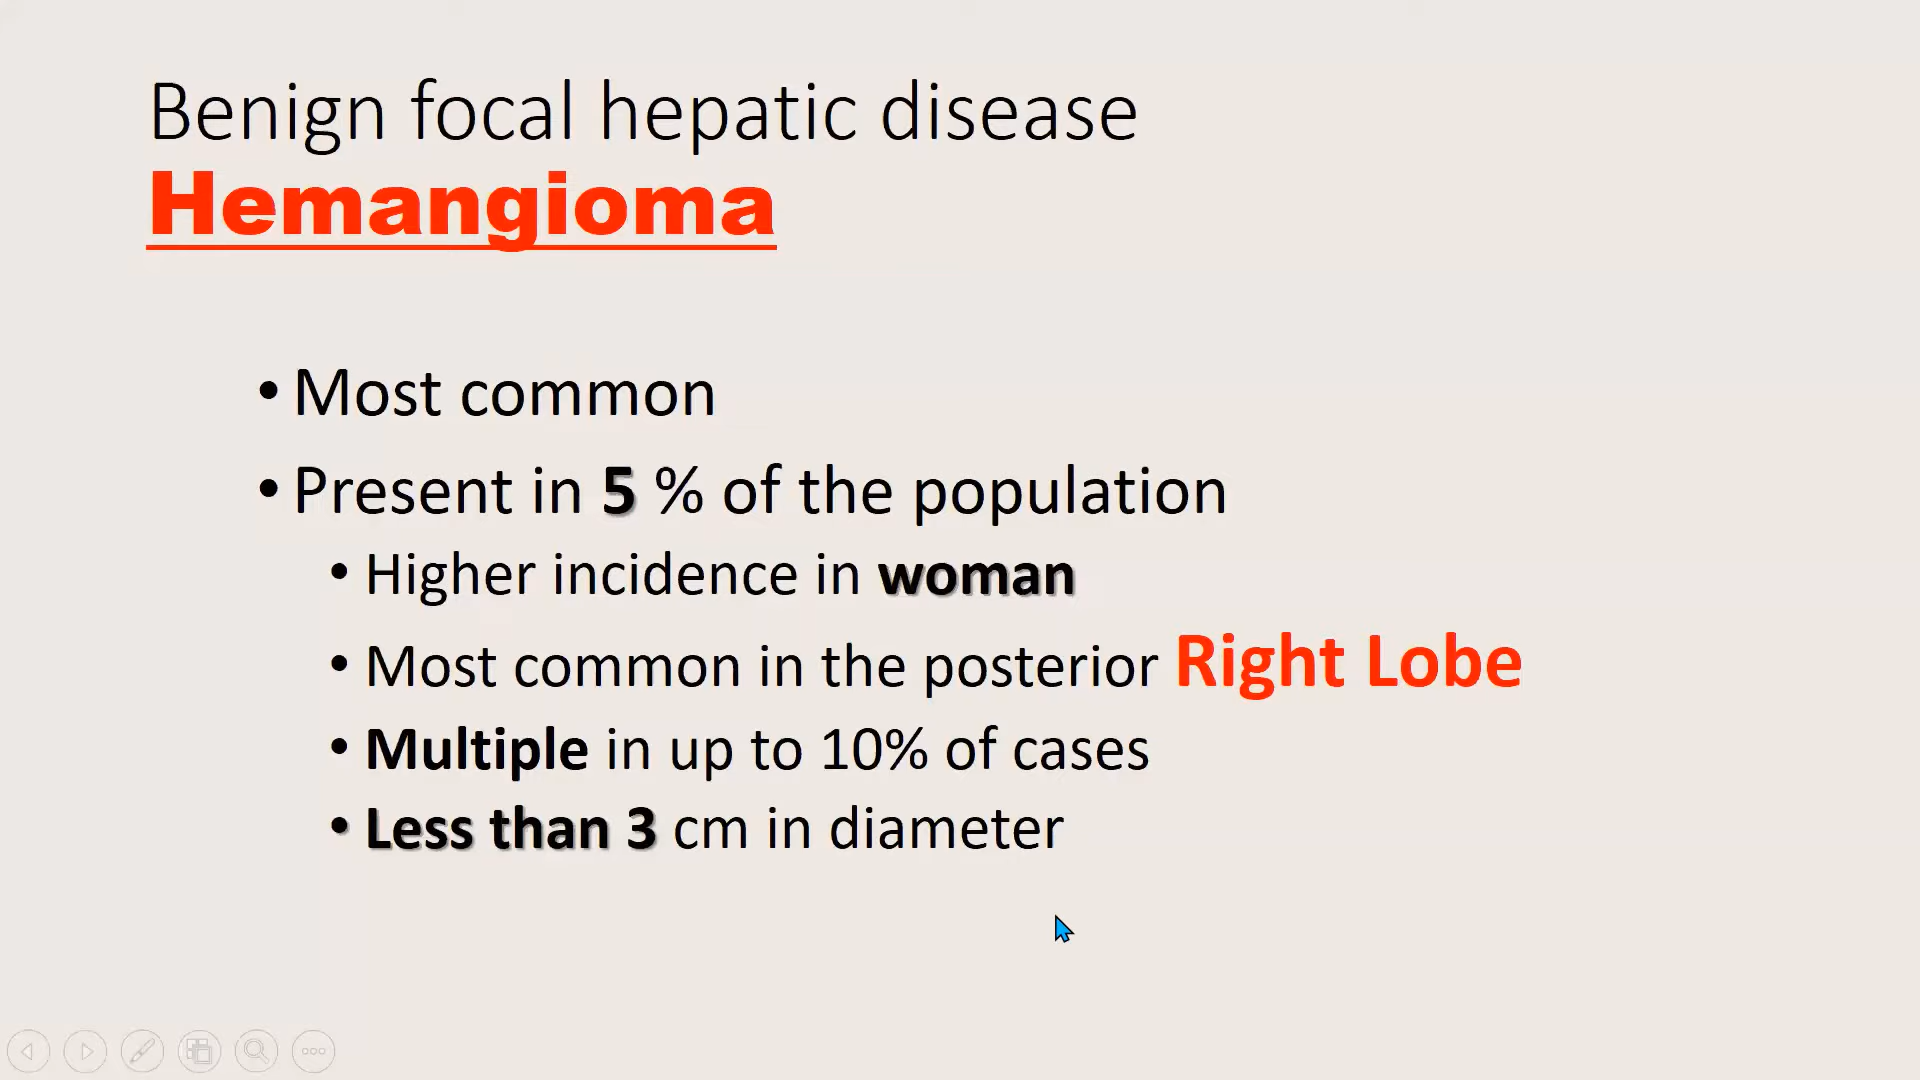 Benign focal hepatic disease
Hemangioma
• Most common
• Present in 5 % of the population
• Higher incidence in woman
• Most common in the posterior Right Lobe
• Multiple in up to 10% of cases
• Less than 3 cm in diameter